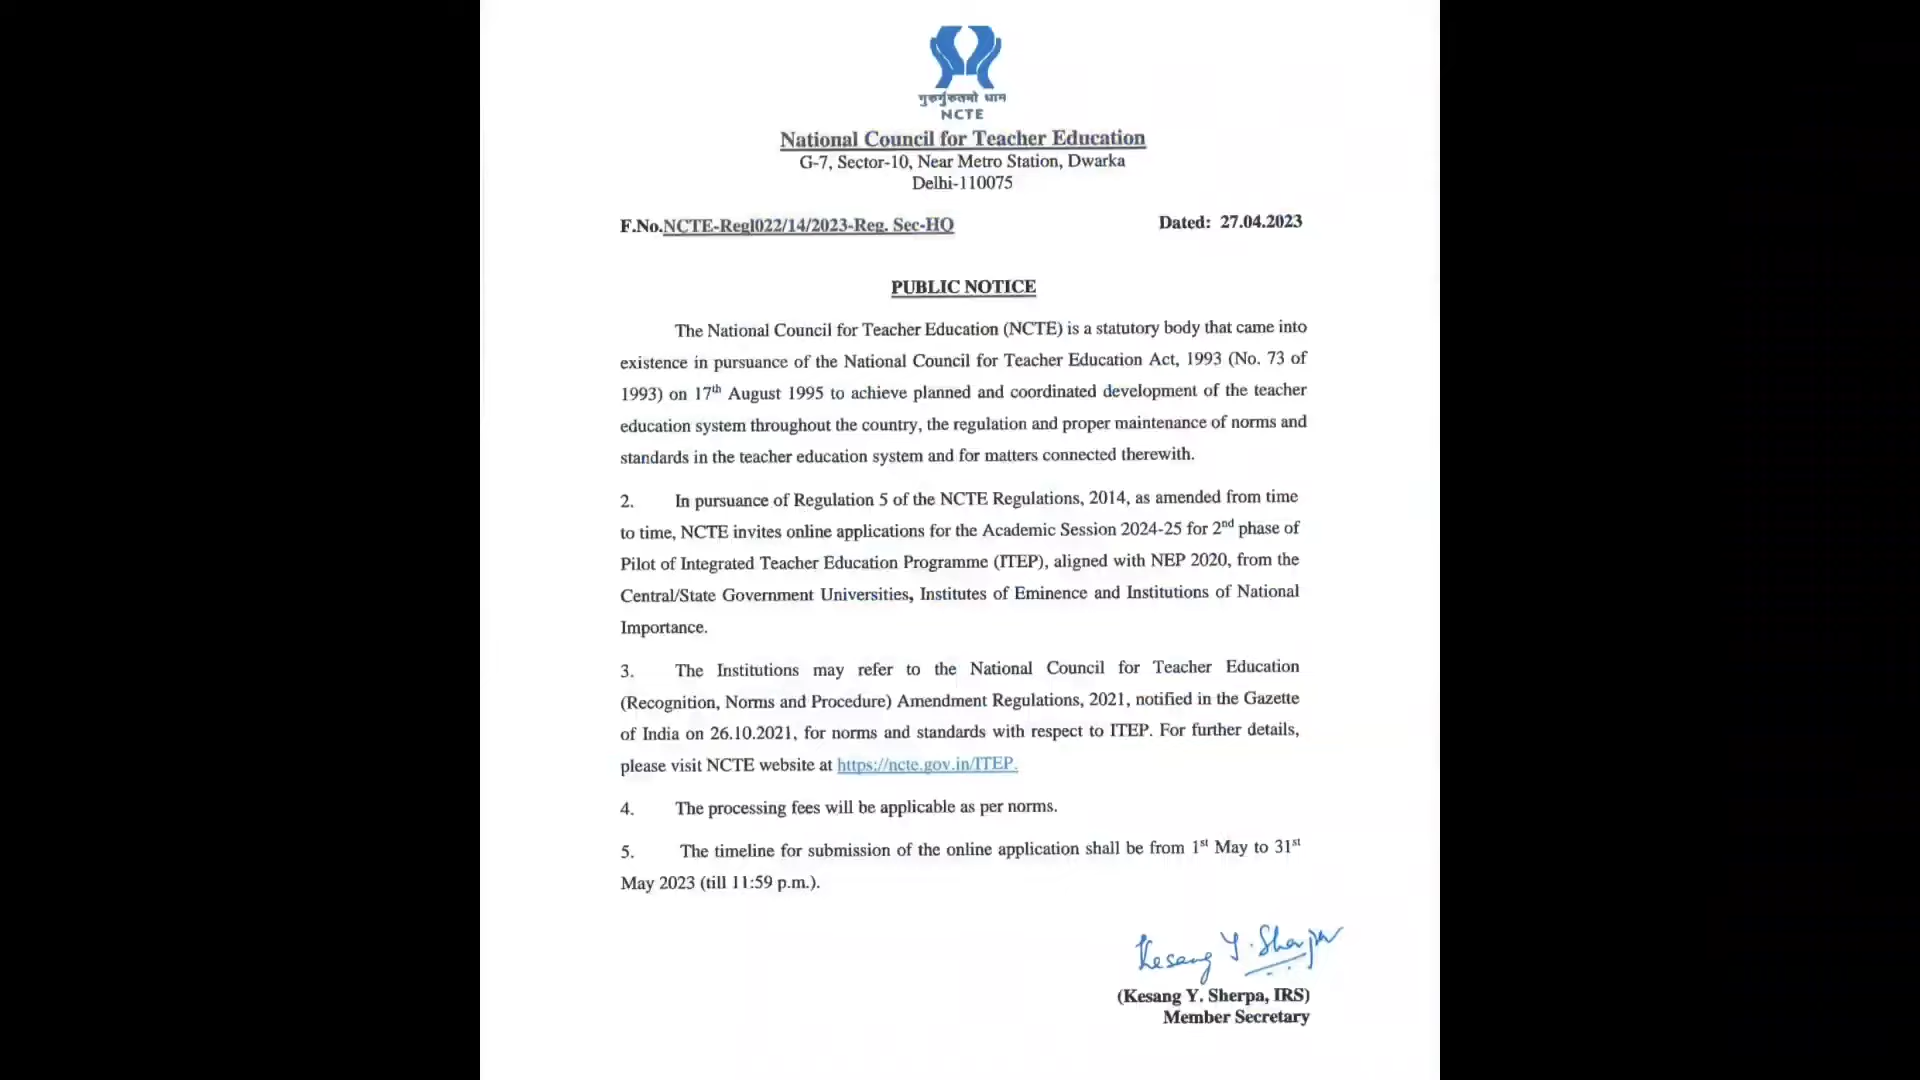 गुरुर्गुरुतमो धाम
NCTE
National Council for Teacher Education
G-7, Sector-10, Near Metro Station, Dwarka
Delhi-110075
F.No.NCTE-Regl022/14/2023-Reg. Sec-HQ Dated: 27.04.2023
PUBLIC NOTICE
The National Council for Teacher Education (NCTE) is a statutory body that came into
existence in pursuance of the National Council for Teacher Education Act, 1993 (No. 73 of
1993) on 17th August 1995 to achieve planned and coordinated development of the teacher
education system throughout the country, the regulation and proper maintenance of norms and
standards in the teacher education system and for matters connected therewith.
2. In pursuance of Regulation 5 of the NCTE Regulations, 2014, as amended from time
to time, NCTE invites online applications for the Academic Session 2024-25 for 2nd phase of
Pilot of Integrated Teacher Education Programme (ITEP), aligned with NEP 2020, from the
Central/State Government Universities, Institutes of Eminence and Institutions of National
Importance.
3. The Institutions may refer to the National Council for Teacher Education
(Recognition, Norms and Procedure) Amendment Regulations, 2021, notified in the Gazette
of India on 26.10.2021, for norms and standards with respect to ITEP. For further details,
please visit NCTE website at https://ncte.gov.in/ITEP.
4. The processing fees will be applicable as per norms.
5. The timeline for submission of the online application shall be from 1st May to 31st
May 2023 (till 11:59 p.m.).
Kesang Y. Sherpa
(Kesang Y. Sherpa, IRS)
Member Secretary